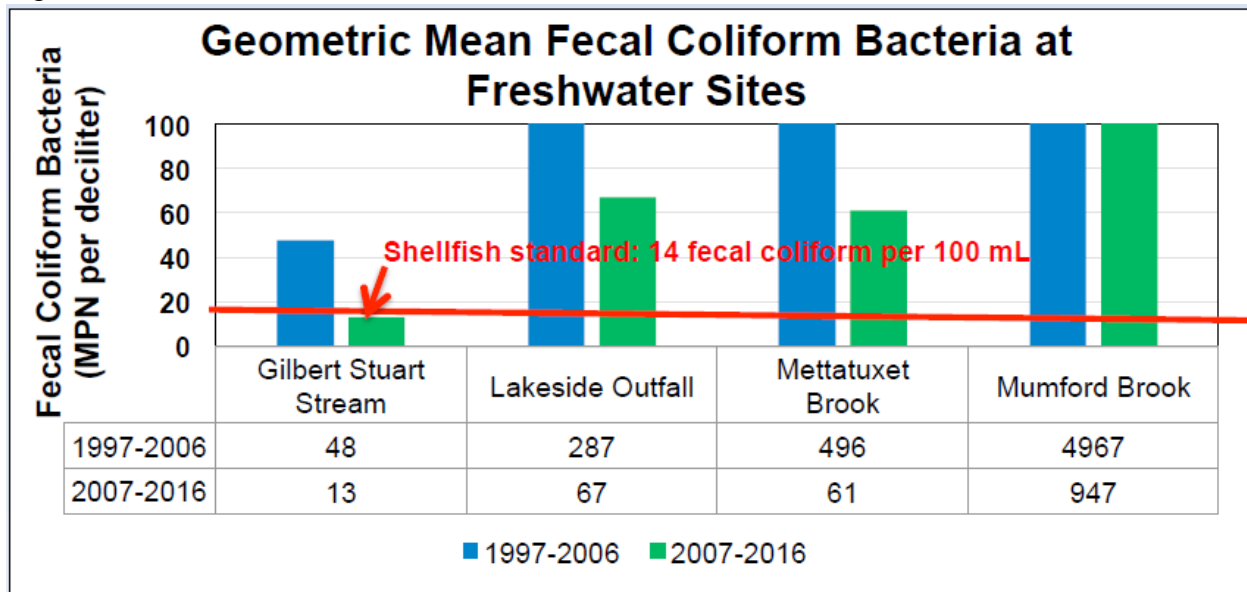 Geometric Mean Fecal Coliform Bacteria at
Freshwater Sites
Fecal Coliform Bacteria
(MPN per deciliter)
100
80
60
40
20
0
Shellfish standard: 14 fecal coliform per 100 mL
Gilbert Stuart
Stream
Lakeside Outfall
Mettatuxet
Brook
Mumford Brook
1997-2006 48 287 496 4967
2007-2016 13 67 61 947
1997-2006 2007-2016